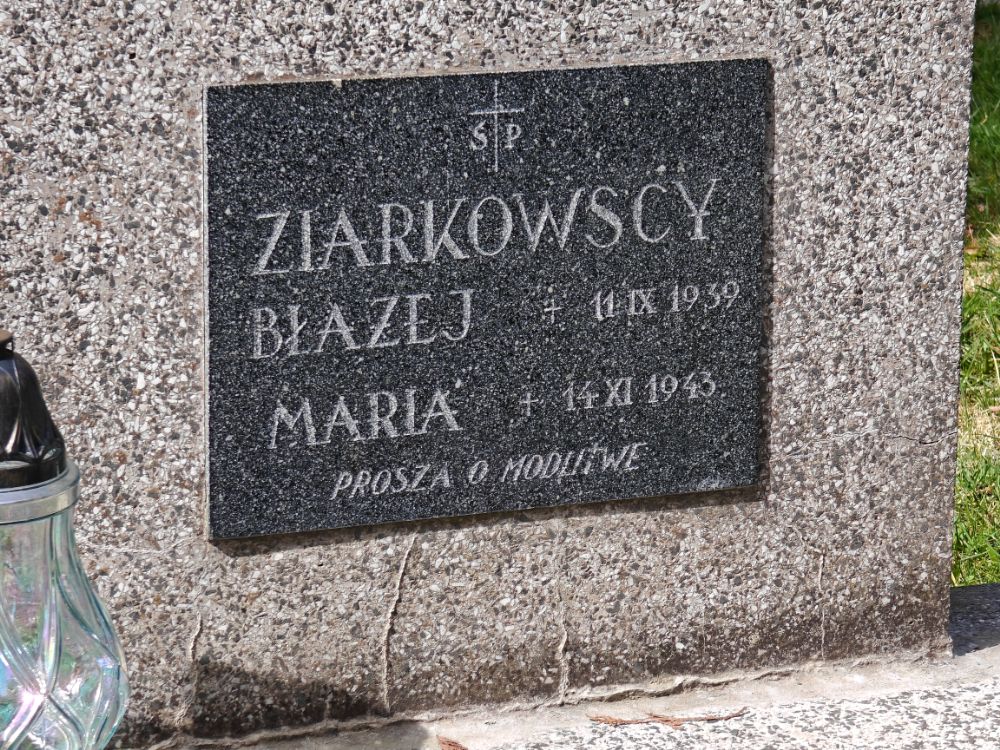 Ś P
ZIARKOWSCY
BŁAŻEJ + 11 IX 1939
MARIA + 14 XI 1943
PROSZĄ O MODLITWĘ